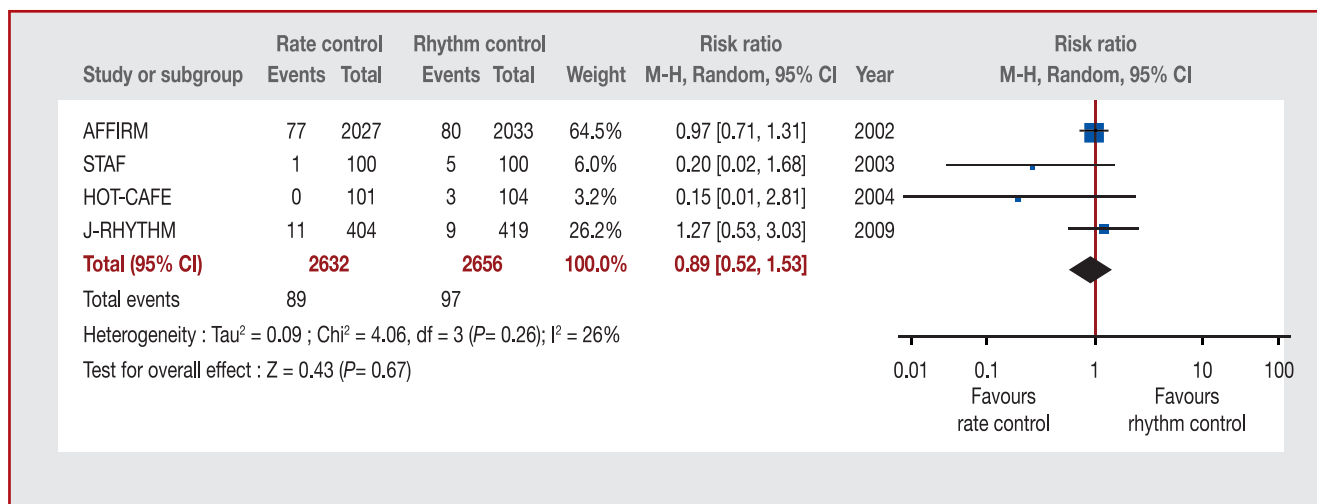 Rate control Rhythm control Risk ratio Risk ratio
Study or subgroup Events Total Events Total Weight M-H, Random, 95% CI Year M-H, Random, 95% CI
AFFIRM 77 2027 80 2033 64.5% 0.97 [0.71, 1.31] 2002
STAF 1 100 5 100 6.0% 0.20 [0.02, 1.68] 2003
HOT-CAFE 0 101 3 104 3.2% 0.15 [0.01, 2.81] 2004
J-RHYTHM 11 404 9 419 26.2% 1.27 [0.53, 3.03] 2009
Total (95% CI) 2632 2656 100.0% 0.89 [0.52, 1.53]
Total events 89 97
Heterogeneity : Tau² = 0.09 ; Chi² = 4.06, df = 3 (P= 0.26); I² = 26%
Test for overall effect : Z = 0.43 (P= 0.67)
0.01 0.1 1 10 100
Favours Favours
rate control rhythm control